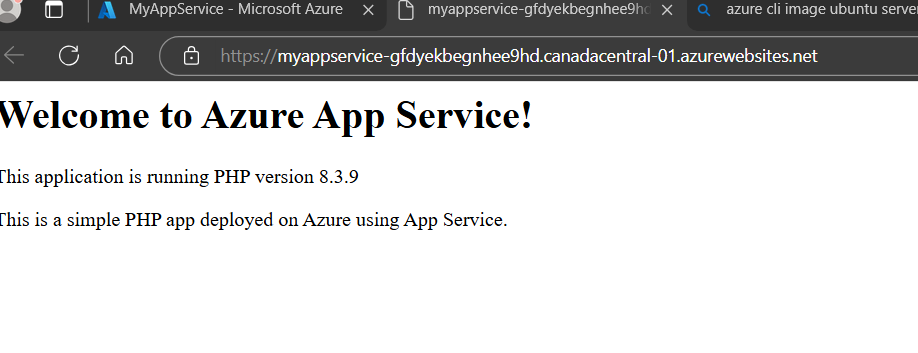 MyAppService - Microsoft Azure
myappservice-gfdyekbegnhee9hd
azure cli image ubuntu server
https://myappservice-gfdyekbegnhee9hd.canadacentral-01.azurewebsites.net
Welcome to Azure App Service!
This application is running PHP version 8.3.9
This is a simple PHP app deployed on Azure using App Service.